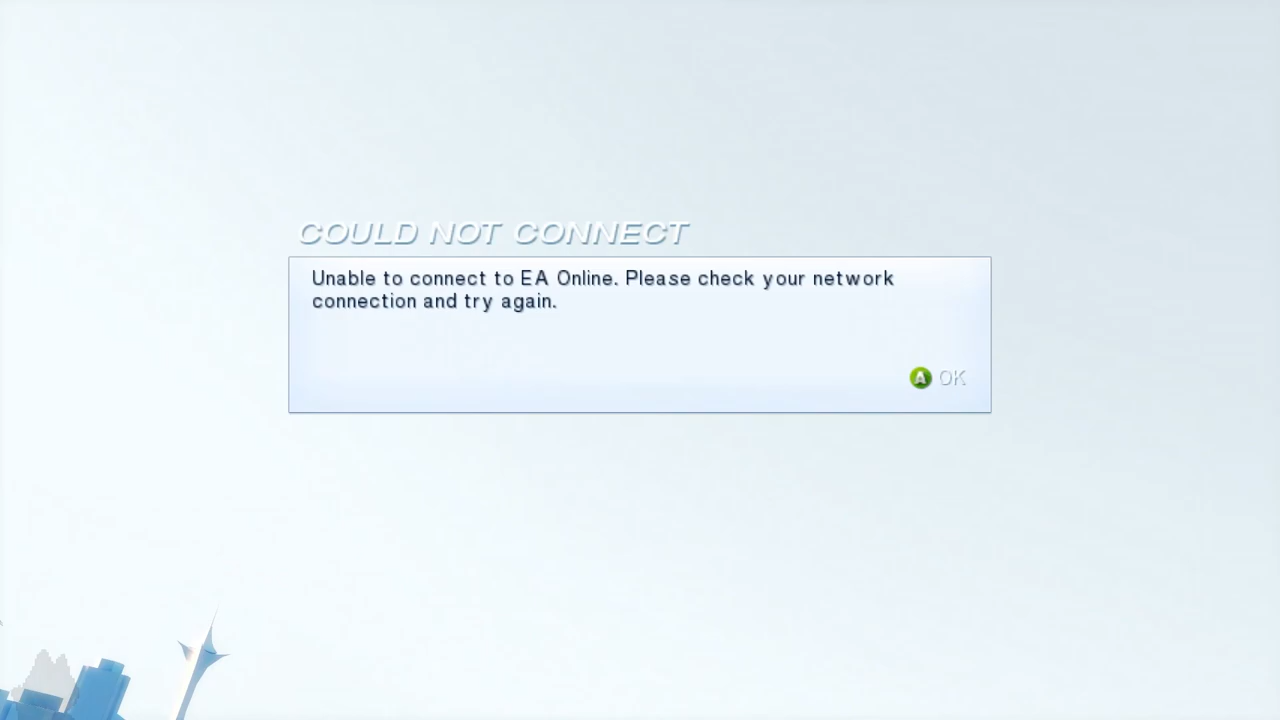 COULD NOT CONNECT
Unable to connect to EA Online. Please check your network
connection and try again.
A OK